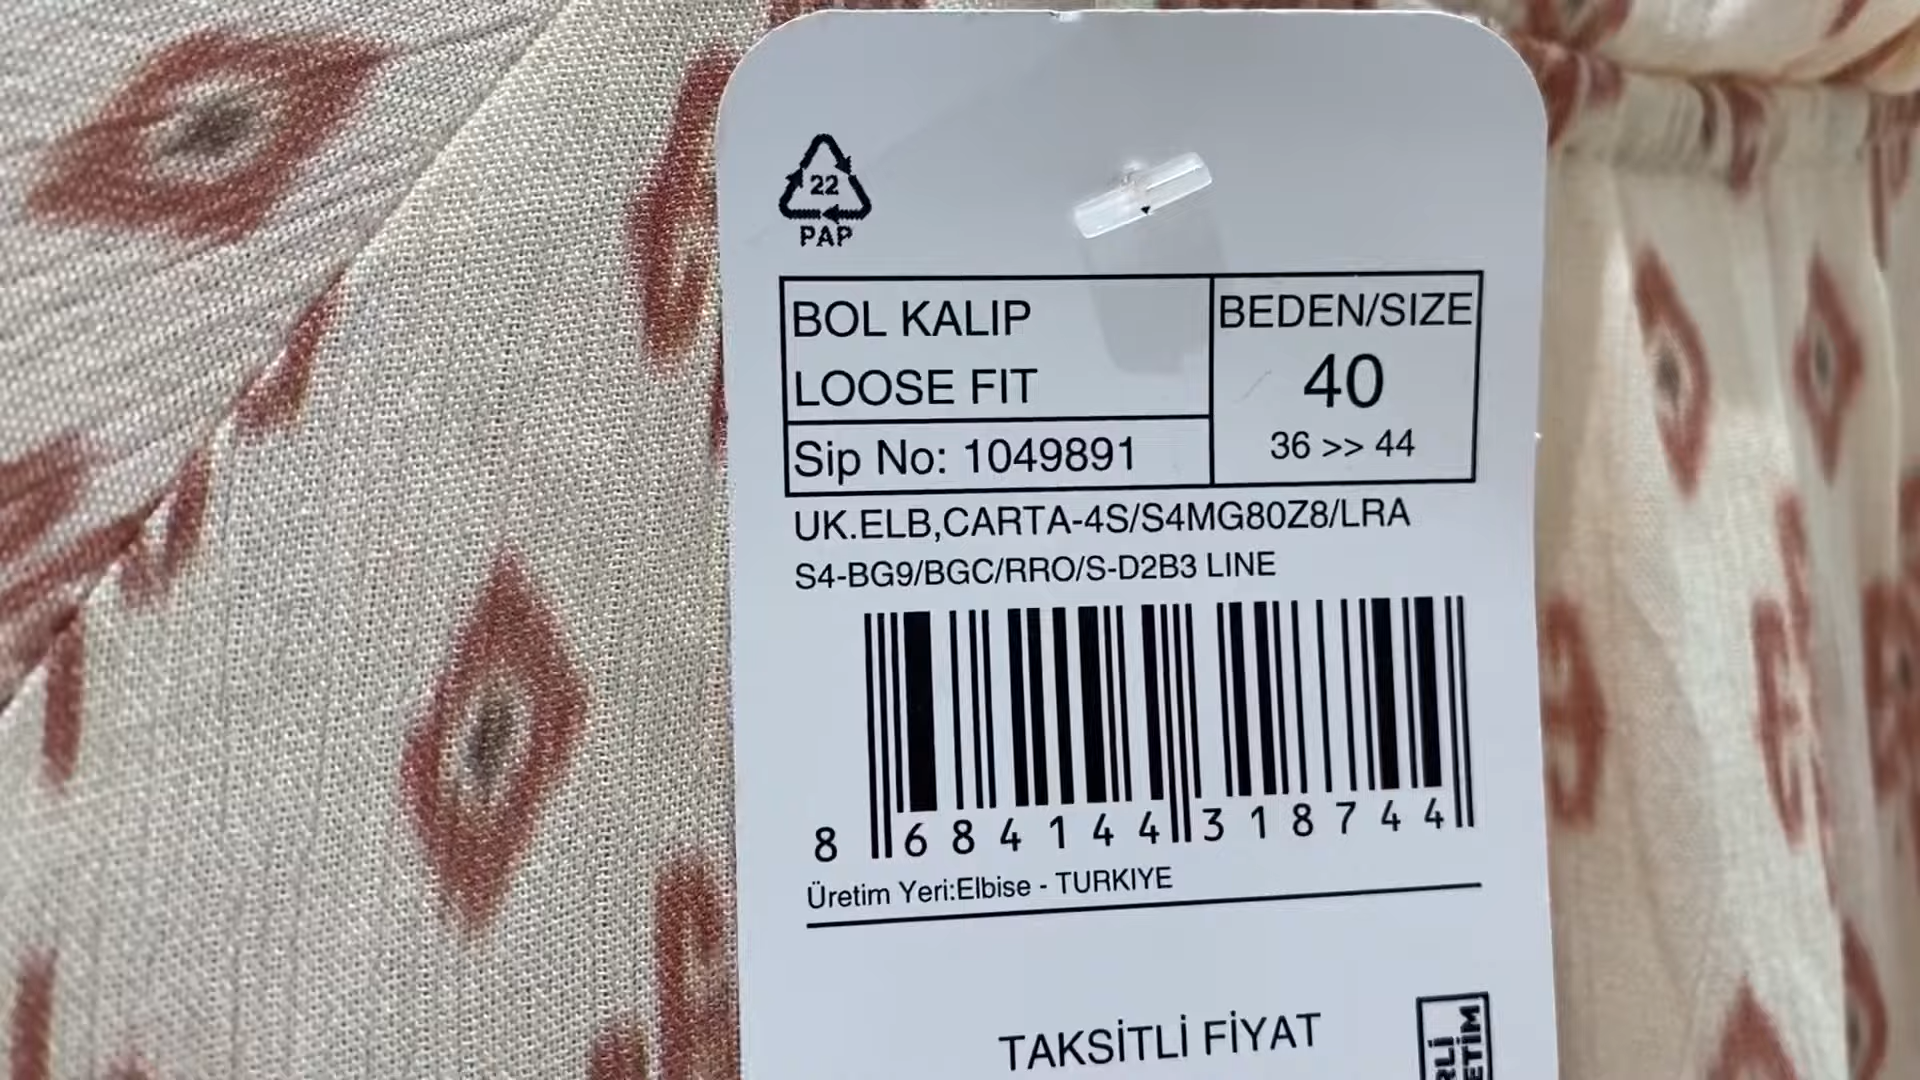 22
PAP
BOL KALIP
LOOSE FIT
BEDEN/SIZE
40
36 >> 44
Sip No: 1049891
UK.ELB,CARTA-4S/S4MG80Z8/LRA
S4-BG9/BGC/RRO/S-D2B3 LINE
8 684144 318744
Üretim Yeri:Elbise - TURKIYE
TAKSİTLİ FİYAT